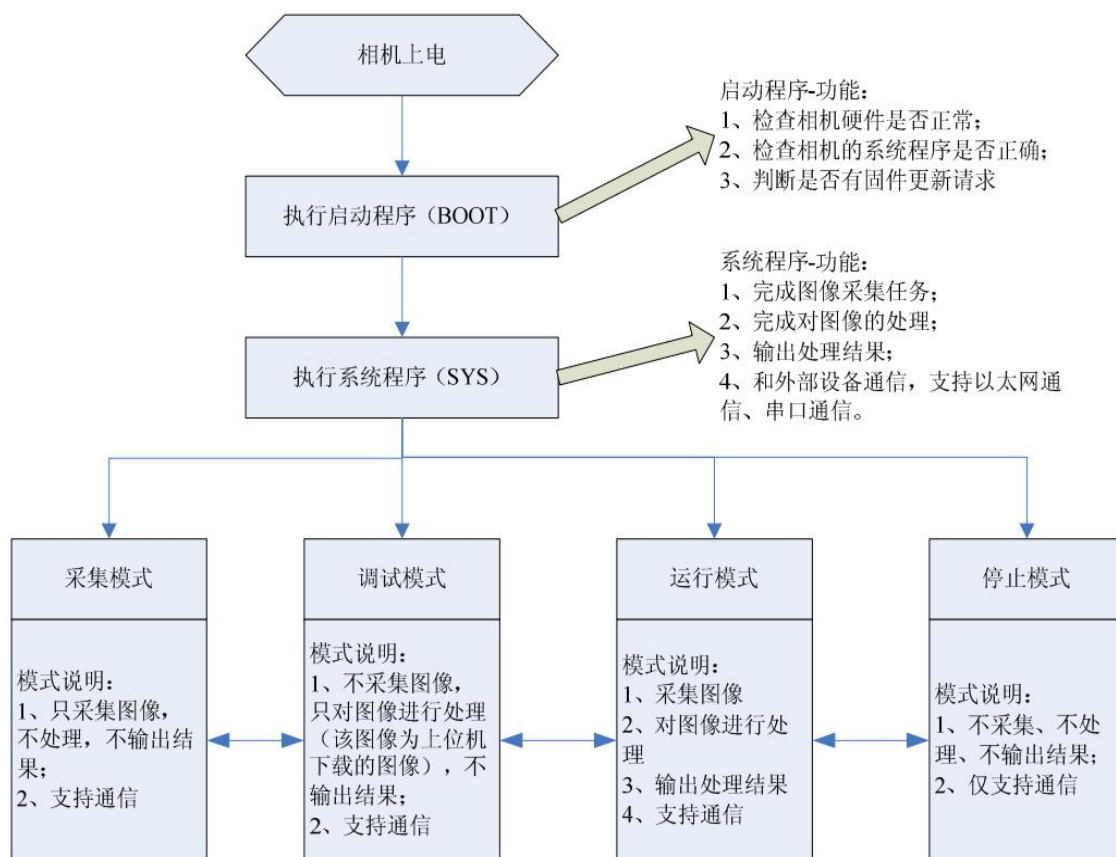 相机上电
启动程序-功能：
1、检查相机硬件是否正常；
2、检查相机的系统程序是否正确；
3、判断是否有固件更新请求
执行启动程序（BOOT）
系统程序-功能：
1、完成图像采集任务；
2、完成对图像的处理；
3、输出处理结果；
4、和外部设备通信，支持以太网通
信、串口通信。
执行系统程序（SYS）
采集模式
模式说明：
1、只采集图像，
不处理，不输出结
果；
2、支持通信
调试模式
模式说明：
1、不采集图像，
只对图像进行处理
（该图像为上位机
下载的图像），不
输出结果；
2、支持通信
运行模式
模式说明：
1、采集图像
2、对图像进行处
理
3、输出处理结果
4、支持通信
停止模式
模式说明：
1、不采集、不处
理、不输出结果；
2、仅支持通信